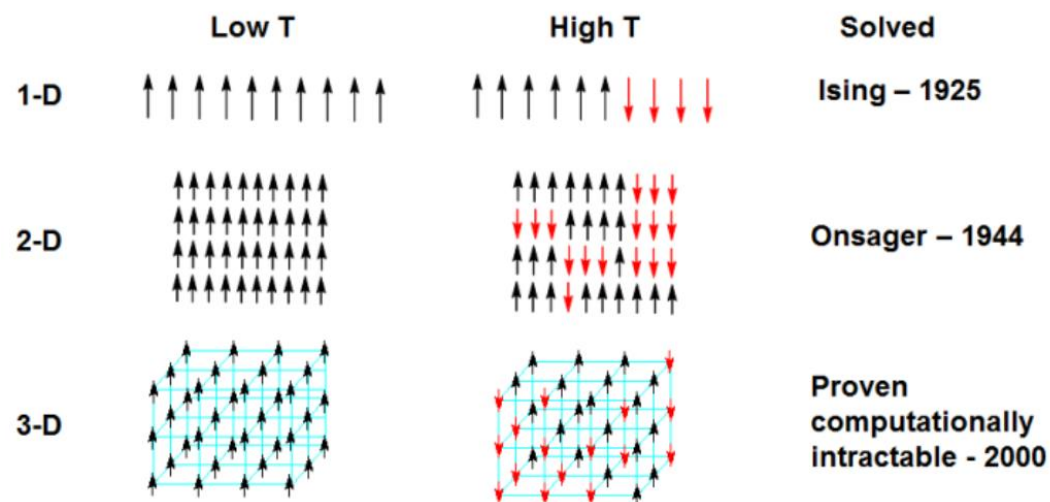 Low T High T Solved
1-D Ising – 1925
2-D Onsager – 1944
3-D Proven
computationally
intractable - 2000